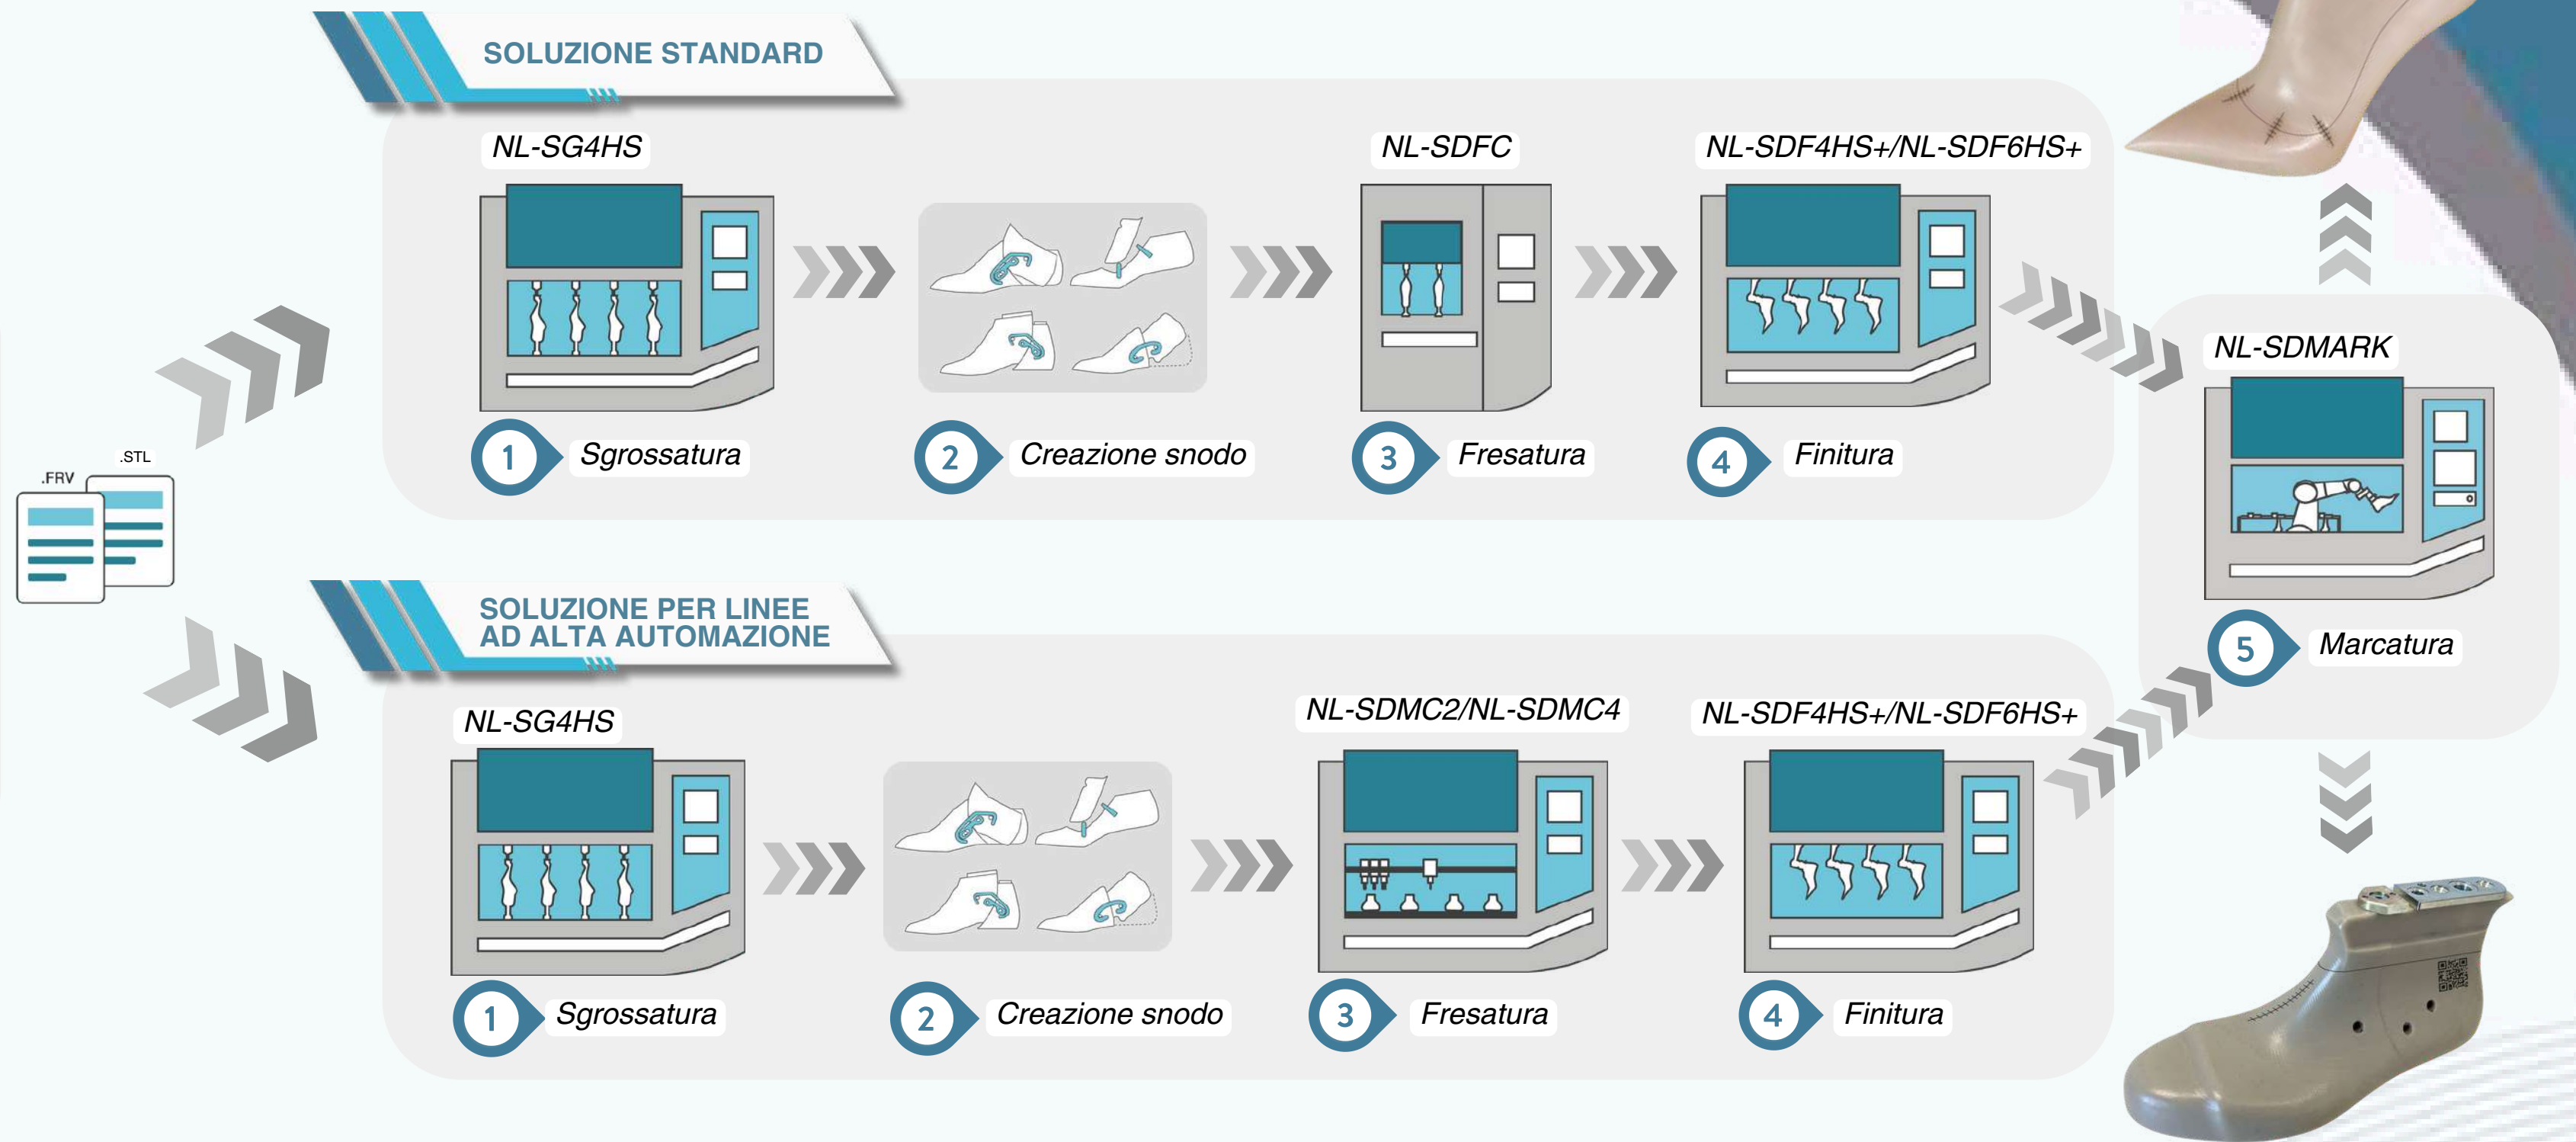 .FRV
.STL
SOLUZIONE STANDARD
NL-SG4HS
NL-SDFC
NL-SDF4HS+/NL-SDF6HS+
1
Sgrossatura
2
Creazione snodo
3
Fresatura
4
Finitura
NL-SDMARK
5
Marcatura
SOLUZIONE PER LINEE
AD ALTA AUTOMAZIONE
NL-SG4HS
NL-SDMC2/NL-SDMC4
NL-SDF4HS+/NL-SDF6HS+
1
Sgrossatura
2
Creazione snodo
3
Fresatura
4
Finitura